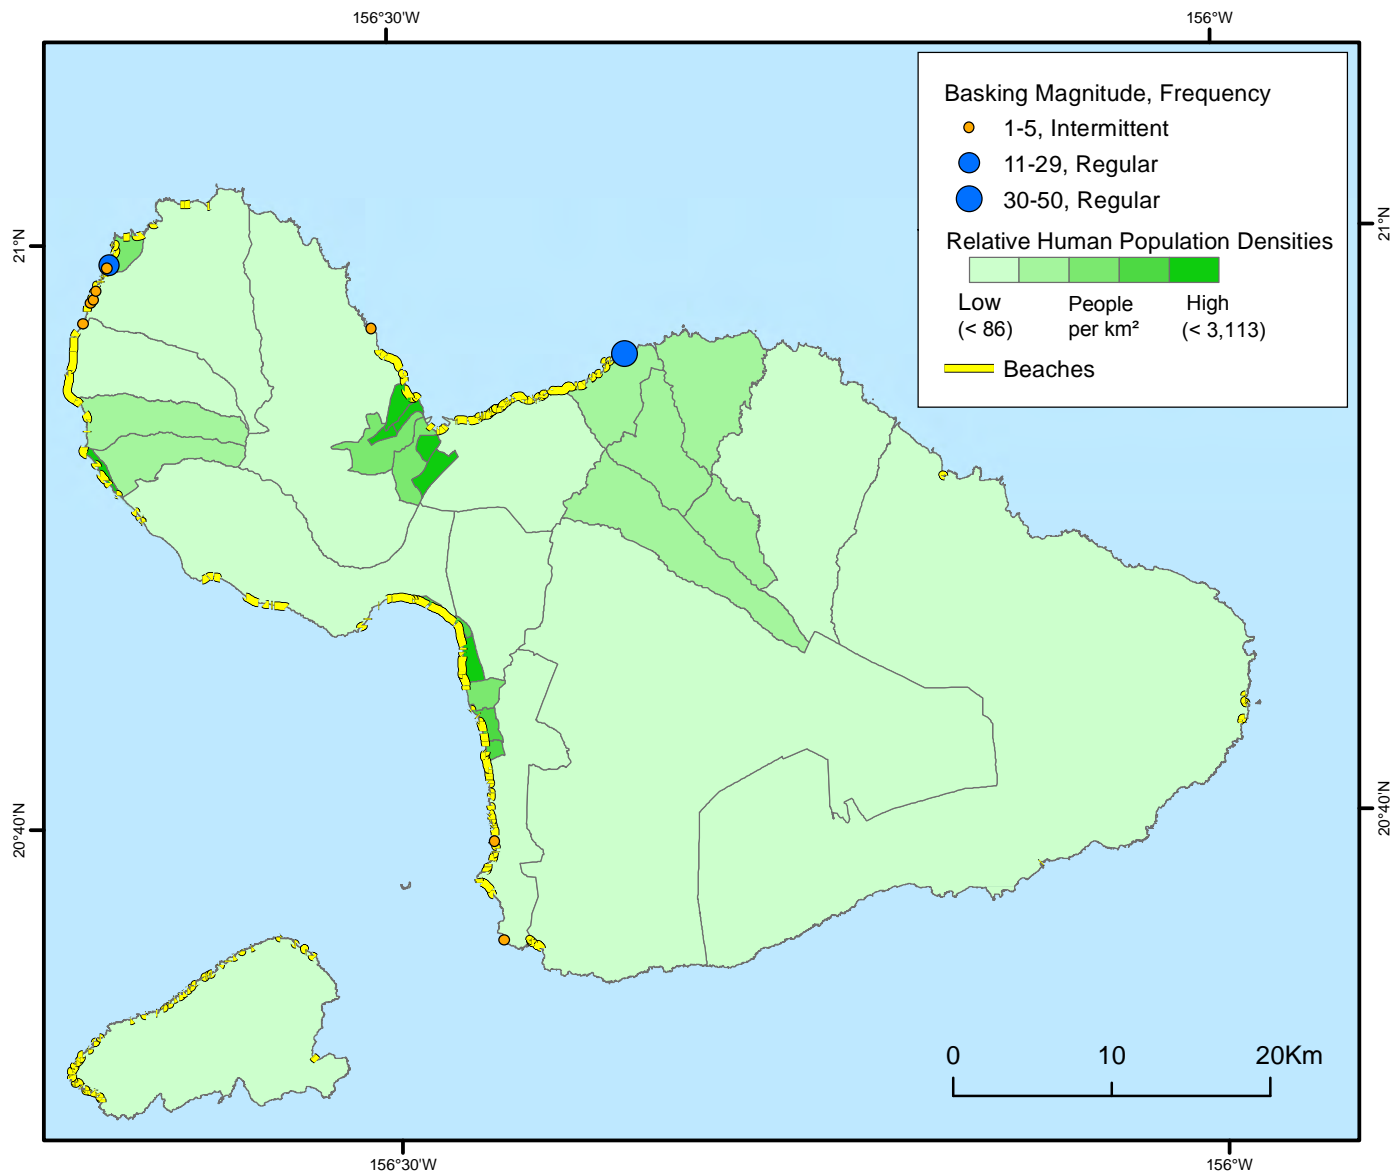 156°30'W
156°W
Basking Magnitude, Frequency
1-5, Intermittent
11-29, Regular
30-50, Regular
Relative Human Population Densities
Low
(< 86)
People
per km²
High
(< 3,113)
Beaches
21°N
21°N
20°40'N
20°40'N
0
10
20Km
156°30'W
156°W